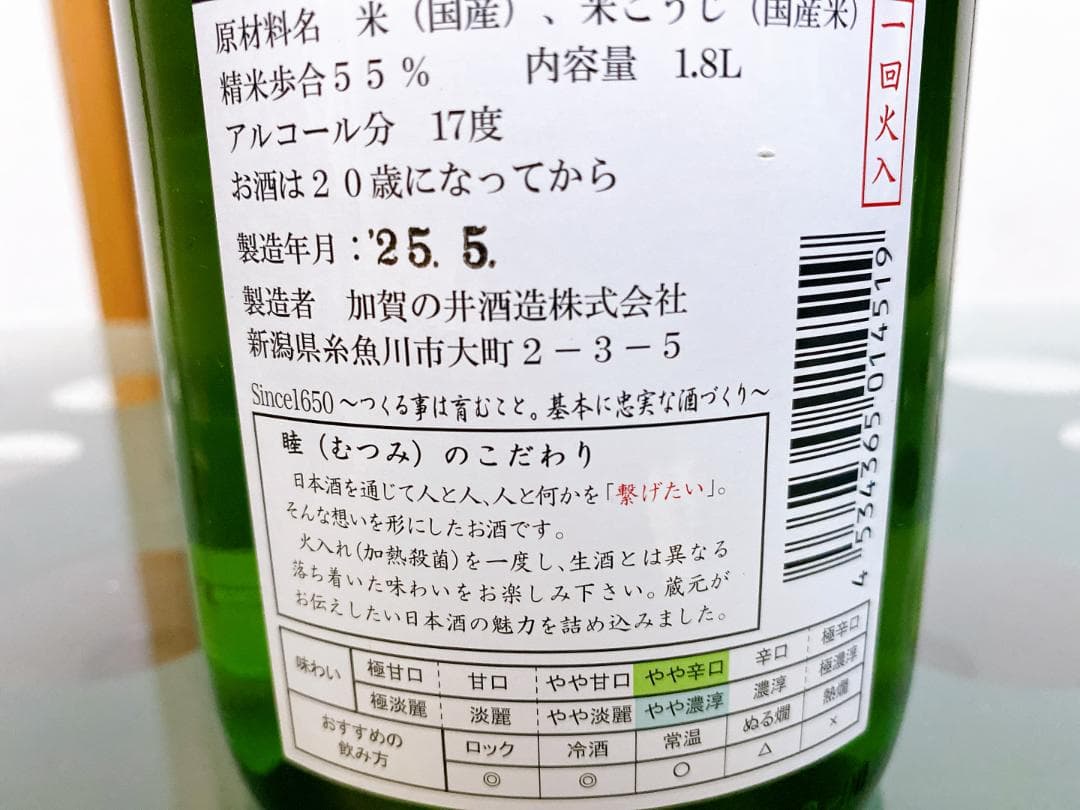 原材料名　米（国産）、米こうじ（国産米）
精米歩合５５％　内容量　1.8L
アルコール分　17度
お酒は２０歳になってから
製造年月：'25. 5.
製造者　加賀の井酒造株式会社
新潟県糸魚川市大町２－３－５
Since1650 ～つくる事は育むこと。基本に忠実な酒づくり～
睦（むつみ）のこだわり
日本酒を通じて人と人、人と何かを「繋げたい」。
そんな想いを形にしたお酒です。
火入れ(加熱殺菌)を一度し、生酒とは異なる
落ち着いた味わいをお楽しみ下さい。蔵元が
お伝えしたい日本酒の魅力を詰め込みました。
味わい　極甘口　甘口　やや甘口　やや辛口　辛口　極辛口
極淡麗　淡麗　やや淡麗　やや濃淳　濃淳　極濃淳
おすすめの
飲み方
ロック　冷酒　常温　ぬる燗　熱燗
◎　◎　○　△　×
一回火入
4 534365 014519